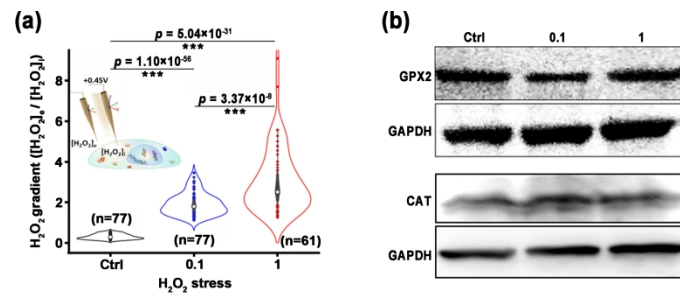 (a)
p = 5.04×10⁻³¹
***
p = 1.10×10⁻⁵⁶
***
p = 3.37×10⁻⁸
***
+0.45V
[H₂O₂]ₒ
[H₂O₂]ᵢ
H₂O₂ gradient ([H₂O₂]ₒ / [H₂O₂]ᵢ)
8
6
4
2
0
(n=77)
(n=77)
(n=61)
Ctrl
0.1
1
H₂O₂ stress
(b)
Ctrl 0.1 1
GPX2
GAPDH
CAT
GAPDH